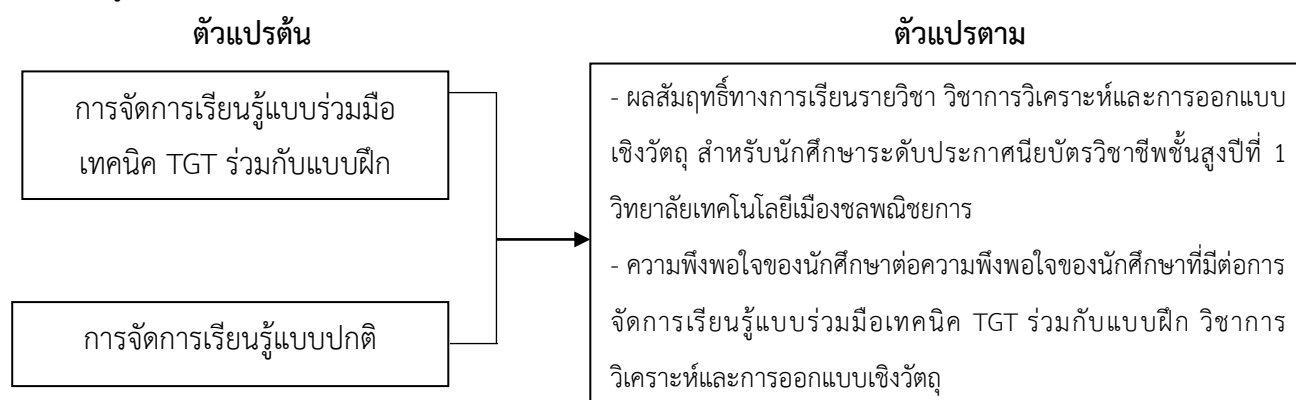 ตัวแปรต้น
ตัวแปรตาม
การจัดการเรียนรู้แบบร่วมมือ
เทคนิค TGT ร่วมกับแบบฝึก
การจัดการเรียนรู้แบบปกติ
- ผลสัมฤทธิ์ทางการเรียนรายวิชา วิชาการวิเคราะห์และการออกแบบ
เชิงวัตถุ สำหรับนักศึกษาระดับประกาศนียบัตรวิชาชีพชั้นสูงปีที่ 1
วิทยาลัยเทคโนโลยีเมืองชลพณิชยการ
- ความพึงพอใจของนักศึกษาต่อความพึงพอใจของนักศึกษาที่มีต่อการ
จัดการเรียนรู้แบบร่วมมือเทคนิค TGT ร่วมกับแบบฝึก วิชาการ
วิเคราะห์และการออกแบบเชิงวัตถุ